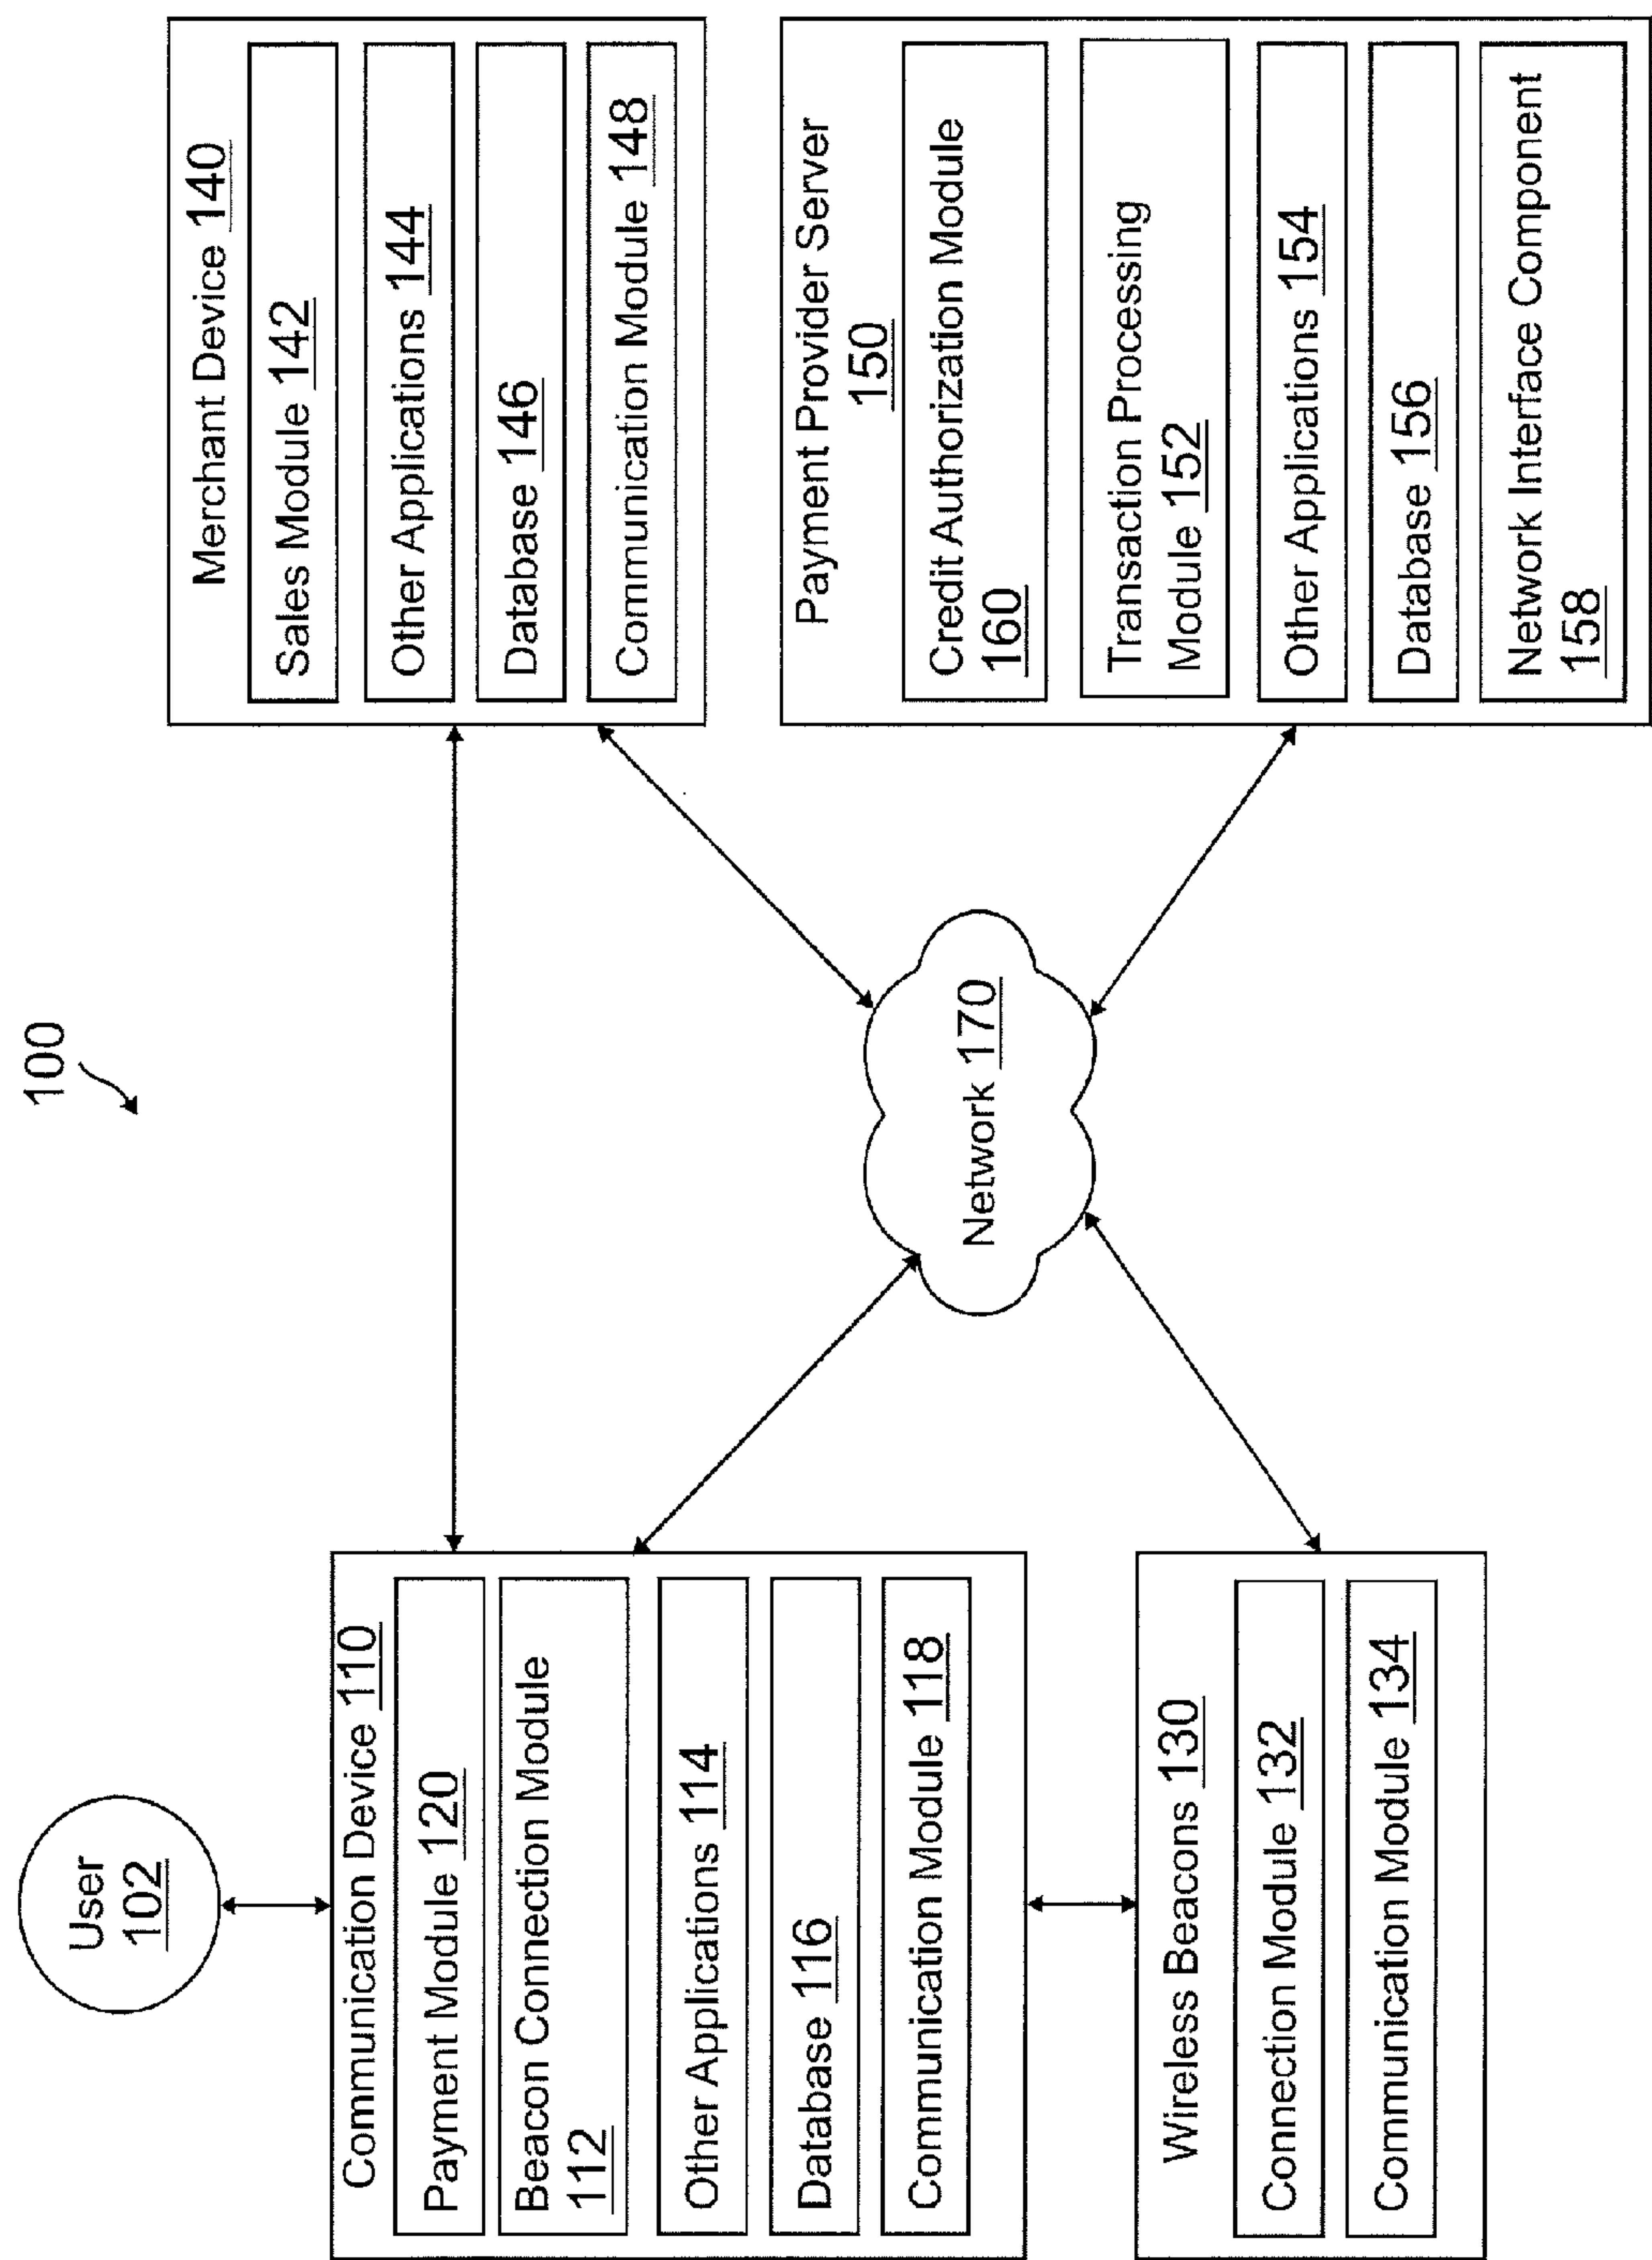 100
User
102
Communication Device 110
Payment Module 120
Beacon Connection Module
112
Other Applications 114
Database 116
Communication Module 118
Wireless Beacons 130
Connection Module 132
Communication Module 134
Network 170
Merchant Device 140
Sales Module 142
Other Applications 144
Database 146
Communication Module 148
Payment Provider Server
150
Credit Authorization Module
160
Transaction Processing
Module 152
Other Applications 154
Database 156
Network Interface Component
158